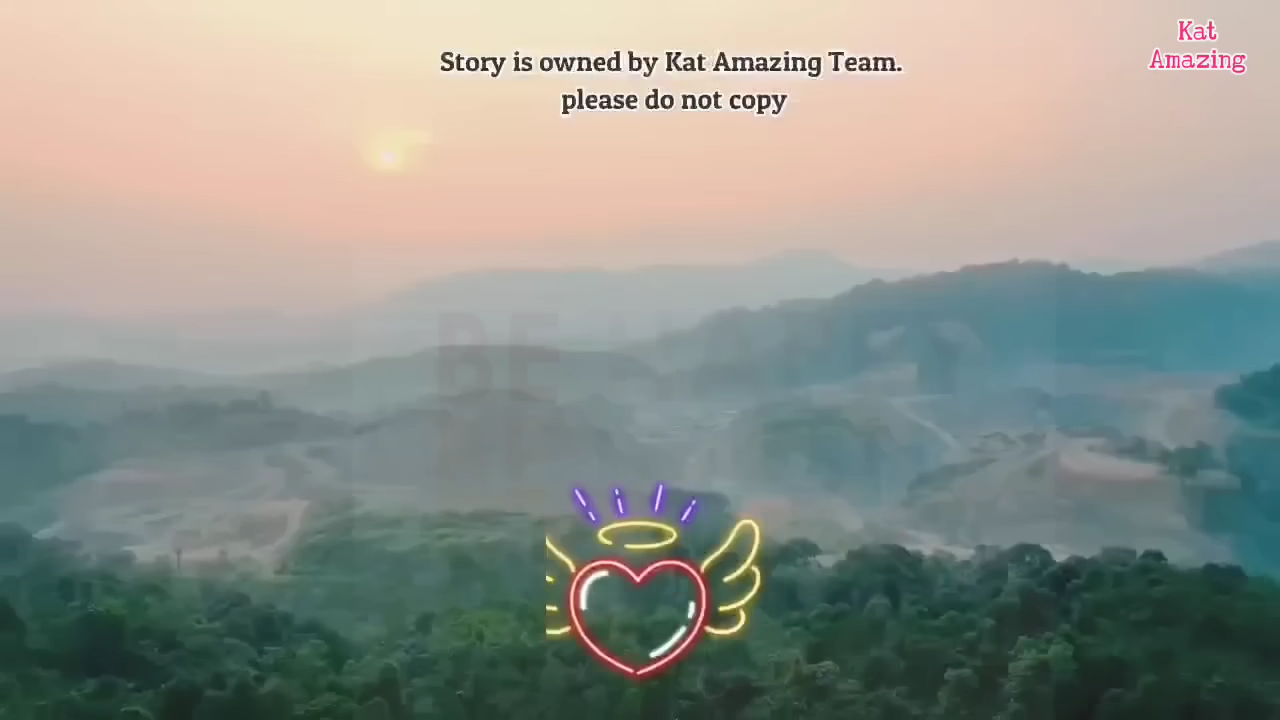 Story is owned by Kat Amazing Team.
please do not copy
Kat
Amazing